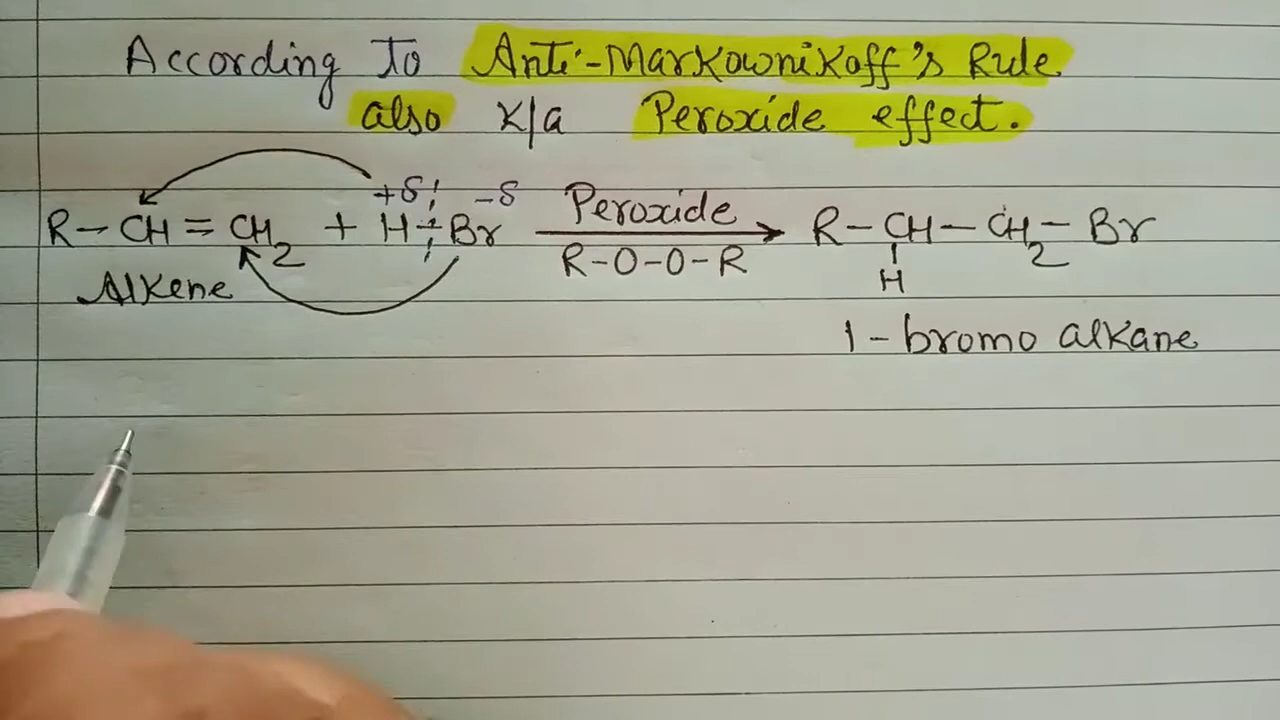 According To Anti-Markownikoff's Rule
also K/a Peroxide effect.
R-CH=CH2 + H-Br Peroxide R-CH-CH2-Br
+δ -δ
R-O-O-R
H
Alkene
1-bromo alkane